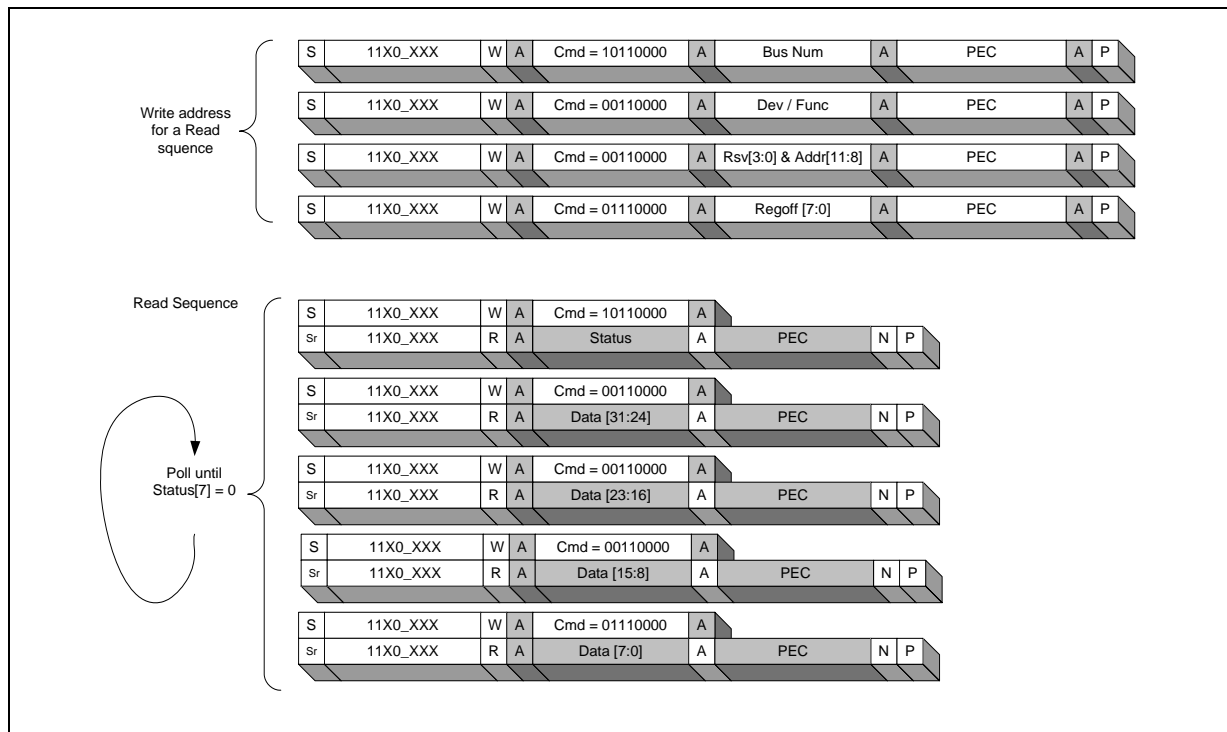 S 11X0_XXX W A Cmd = 10110000 A Bus Num A PEC A P
S 11X0_XXX W A Cmd = 00110000 A Dev / Func A PEC A P
Write address
for a Read
squence
S 11X0_XXX W A Cmd = 00110000 A Rsv[3:0] & Addr[11:8] A PEC A P
S 11X0_XXX W A Cmd = 01110000 A Regoff [7:0] A PEC A P
Read Sequence
S 11X0_XXX W A Cmd = 10110000 A
Sr 11X0_XXX R A Status A PEC N P
S 11X0_XXX W A Cmd = 00110000 A
Sr 11X0_XXX R A Data [31:24] A PEC N P
Poll until
Status[7] = 0
S 11X0_XXX W A Cmd = 00110000 A
Sr 11X0_XXX R A Data [23:16] A PEC N P
S 11X0_XXX W A Cmd = 00110000 A
Sr 11X0_XXX R A Data [15:8] A PEC N P
S 11X0_XXX W A Cmd = 01110000 A
Sr 11X0_XXX R A Data [7:0] A PEC N P